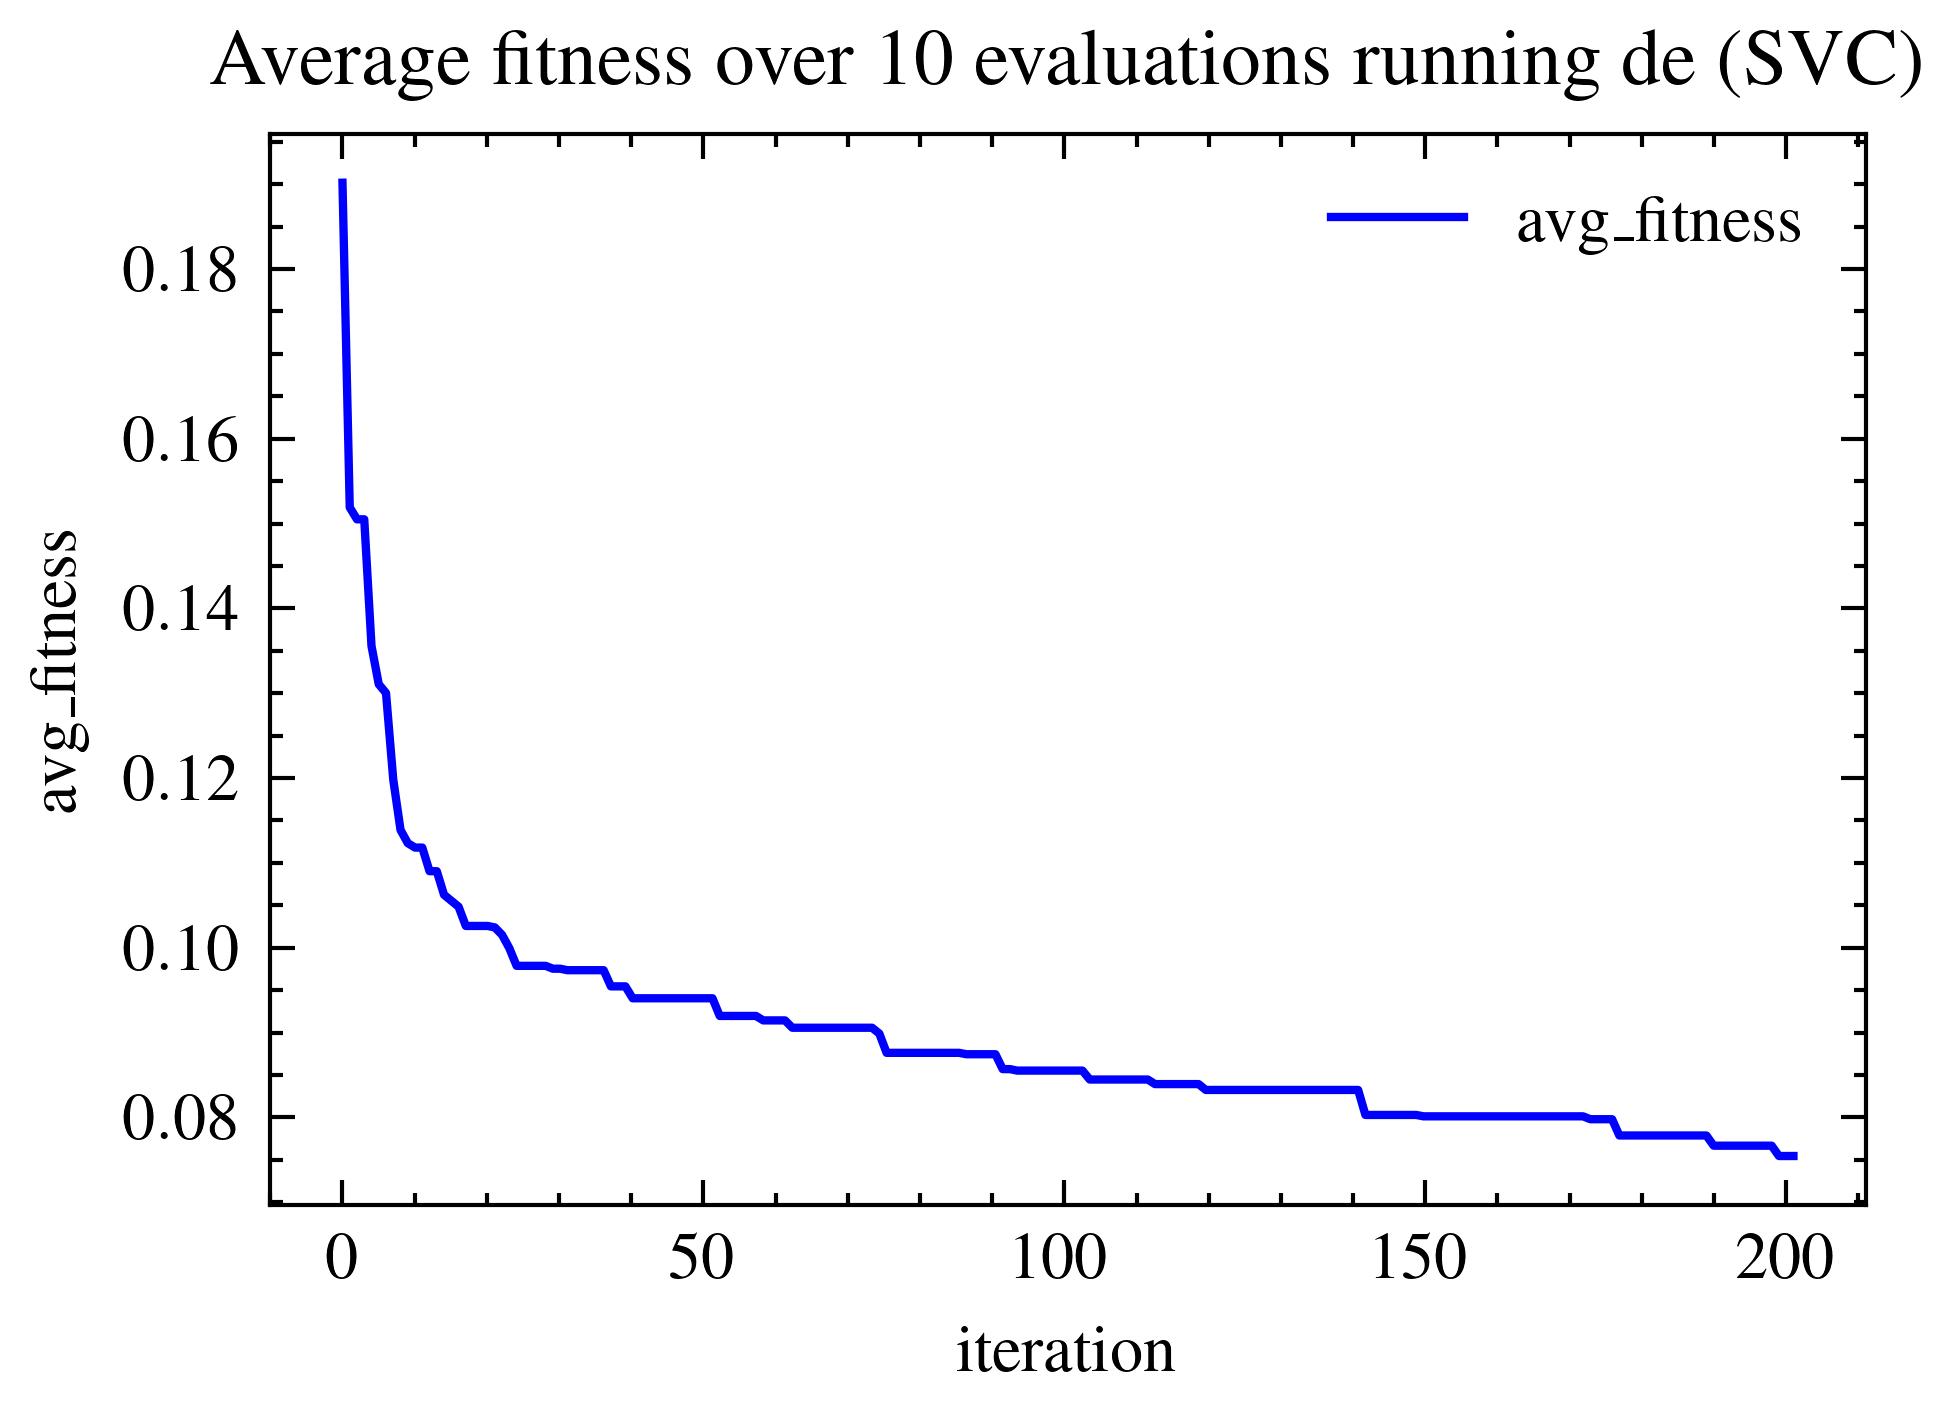 Average fitness over 10 evaluations running de (SVC)
avg_fitness
0.18
0.16
0.14
0.12
0.10
0.08
avg_fitness
0 50 100 150 200
iteration